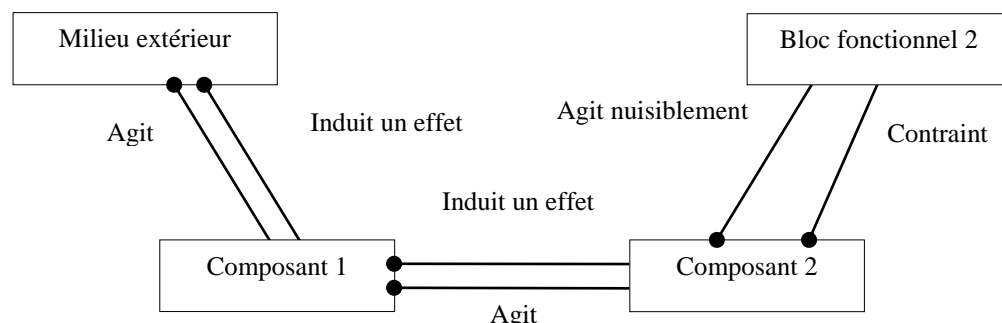 Milieu extérieur
Bloc fonctionnel 2
Agit
Induit un effet
Agit nuisiblement
Contraint
Induit un effet
Composant 1
Composant 2
Agit